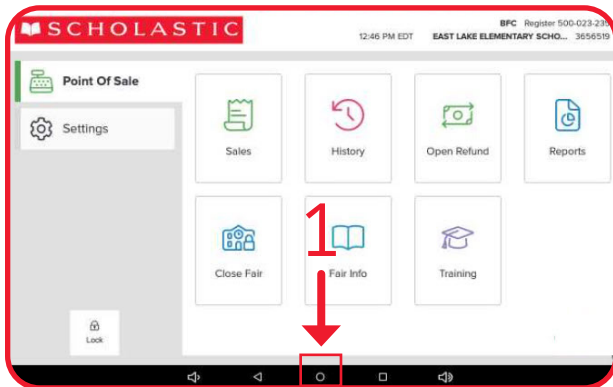 SCHOLASTIC
BFC Register 500-023-235
12:46 PM EDT EAST LAKE ELEMENTARY SCHO... 3656519
Point Of Sale
Settings
Sales
History
Open Refund
Reports
1
Close Fair
Fair Info
Training
Lock